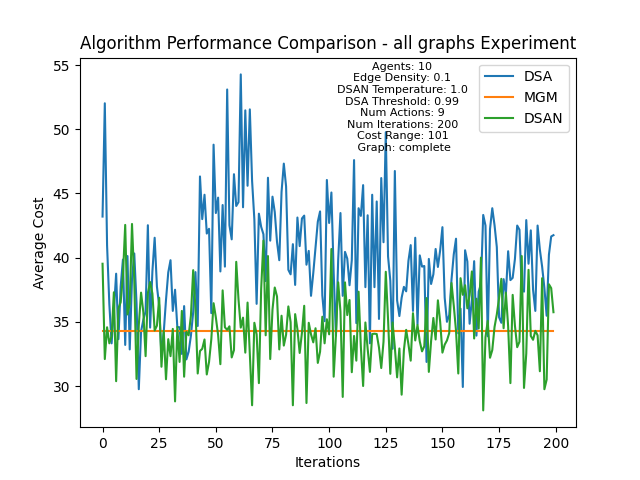 Algorithm Performance Comparison - all graphs Experiment
Agents: 10
Edge Density: 0.1
DSAN Temperature: 1.0
DSA Threshold: 0.99
Num Actions: 9
Num Iterations: 200
Cost Range: 101
Graph: complete
DSA
MGM
DSAN
55
50
45
40
35
30
Average Cost
0 25 50 75 100 125 150 175 200
Iterations